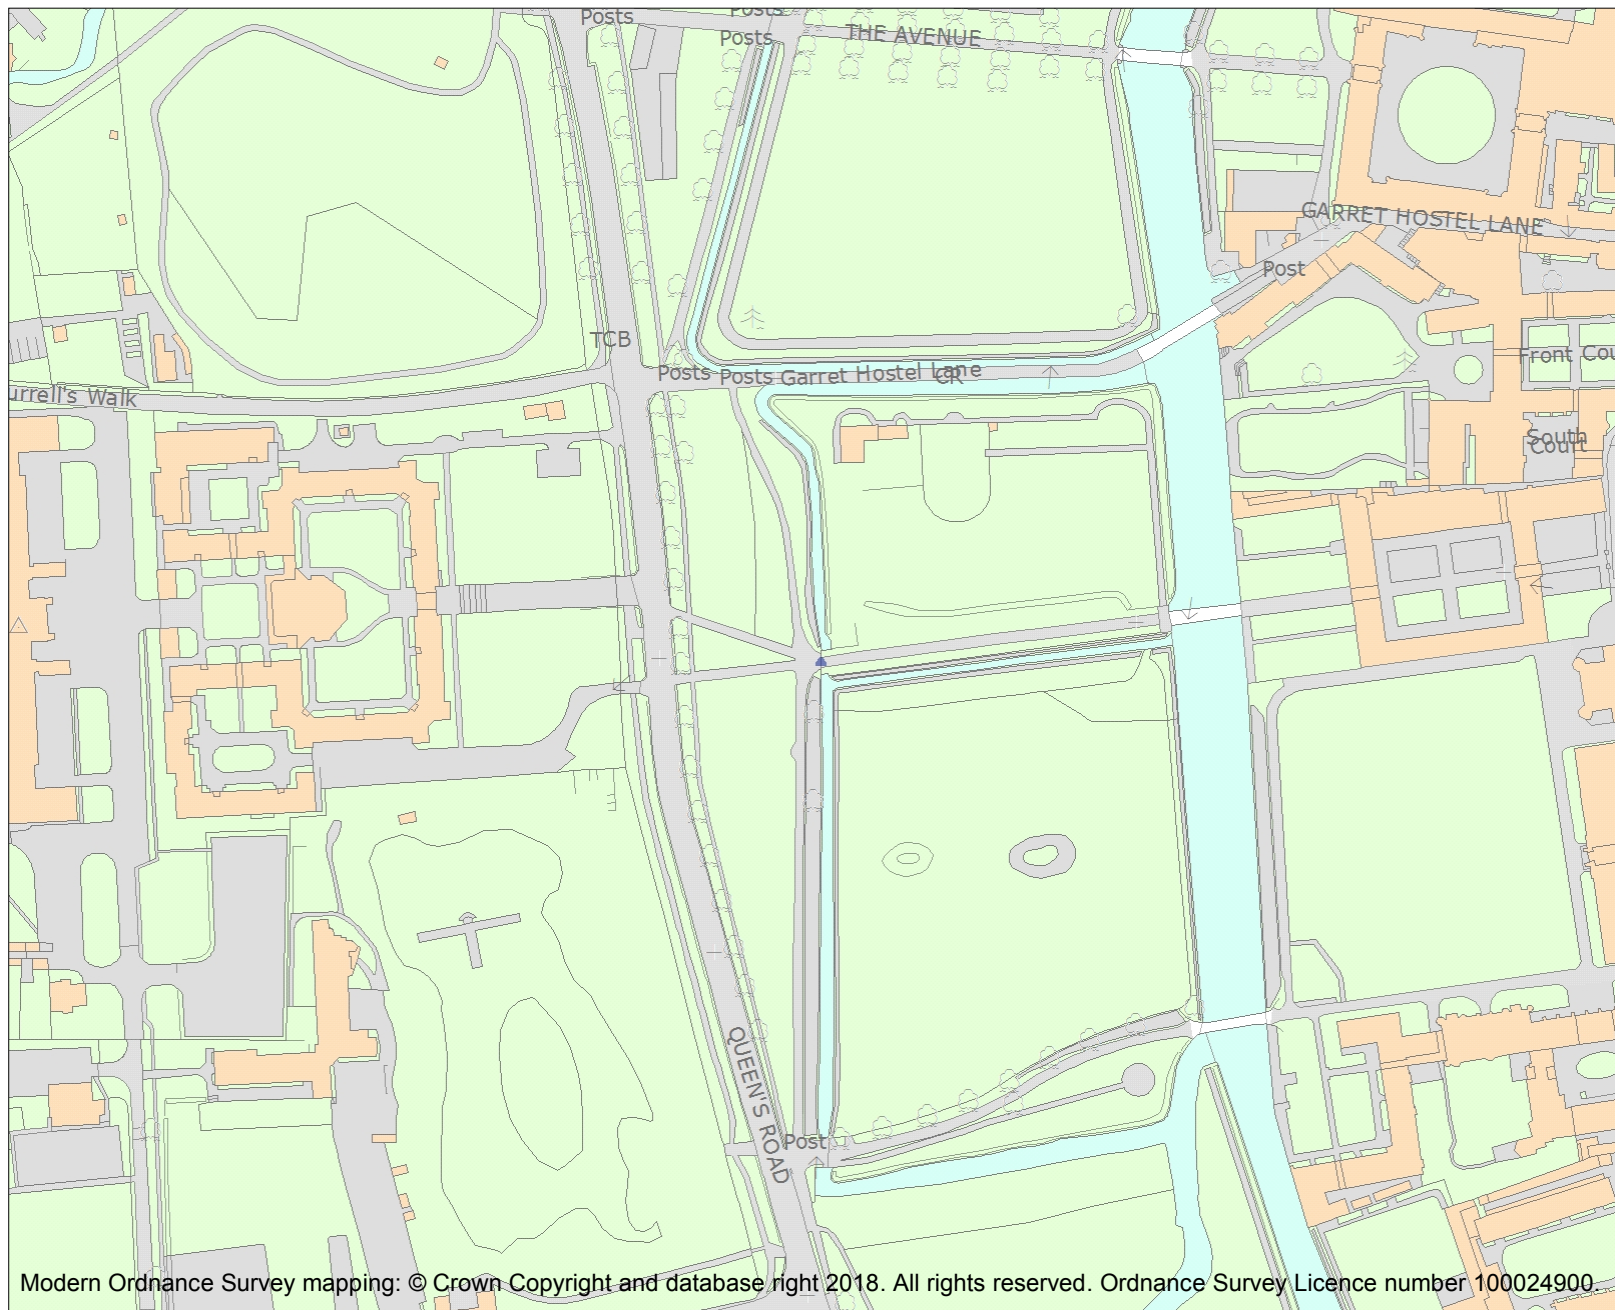 Posts
Posts
Posts
THE AVENUE
GARRET HOSTEL LANE
Post
TCB
Front Cou
Posts
Posts
Garret Hostel Lane
CR
urrell's Walk
South
Court
QUEEN'S ROAD
Post
Modern Ordnance Survey mapping: © Crown Copyright and database right 2018. All rights reserved. Ordnance Survey Licence number 100024900.